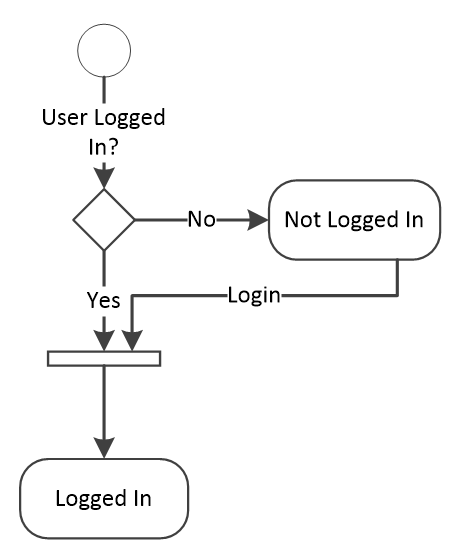 User Logged
In?
No
Not Logged In
Yes
Login
Logged In